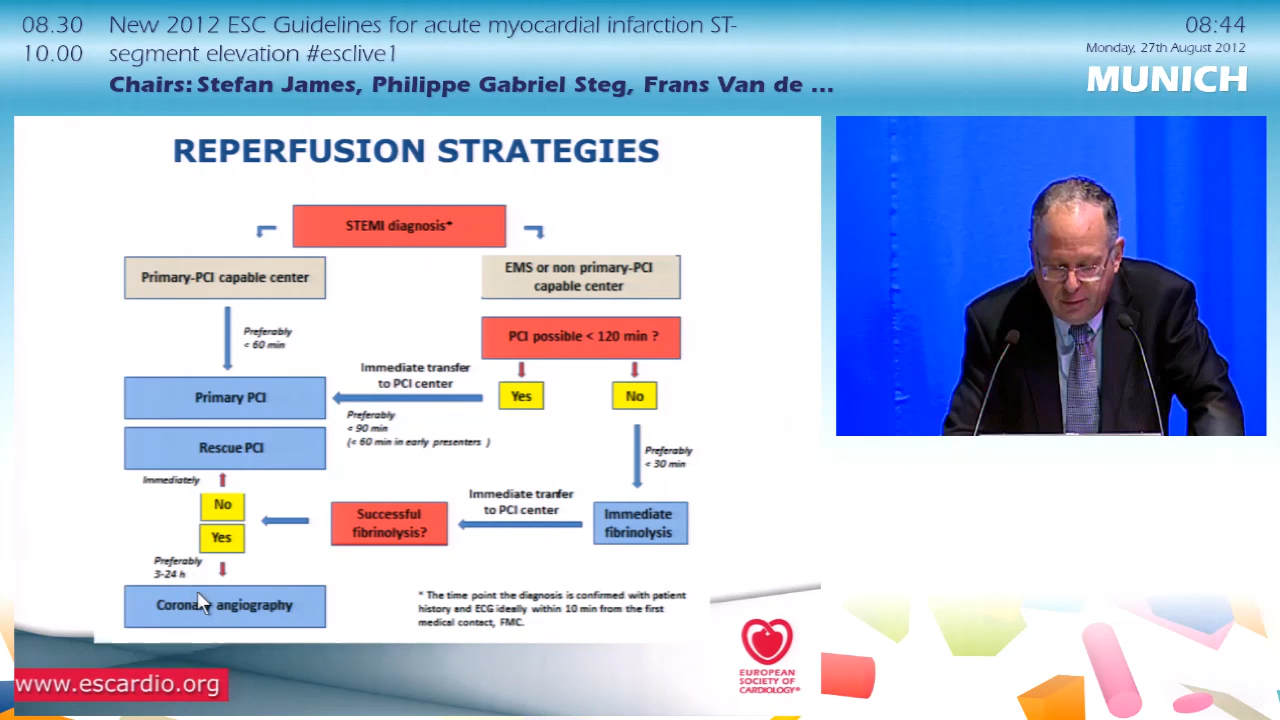 08.30
10.00
New 2012 ESC Guidelines for acute myocardial infarction ST-
segment elevation #esclive1
Chairs: Stefan James, Philippe Gabriel Steg, Frans Van de ...
08:44
Monday, 27th August 2012
MUNICH
REPERFUSION STRATEGIES
STEMI diagnosis*
Primary-PCI capable center
EMS or non primary-PCI
capable center
Preferably
< 60 min
PCI possible < 120 min ?
Immediate transfer
to PCI center
Primary PCI
Yes
No
Preferably
< 90 min
(< 60 min in early presenters )
Rescue PCI
Preferably
< 30 min
Immediately
No
Yes
Successful
fibrinolysis?
Immediate tranfer
to PCI center
Immediate
fibrinolysis
Preferably
3-24 h
angiography
* The time point the diagnosis is confirmed with patient
history and ECG ideally within 10 min from the first
medical contact, FMC.
www.escardio.org
EUROPEAN
SOCIETY OF
CARDIOLOGY®